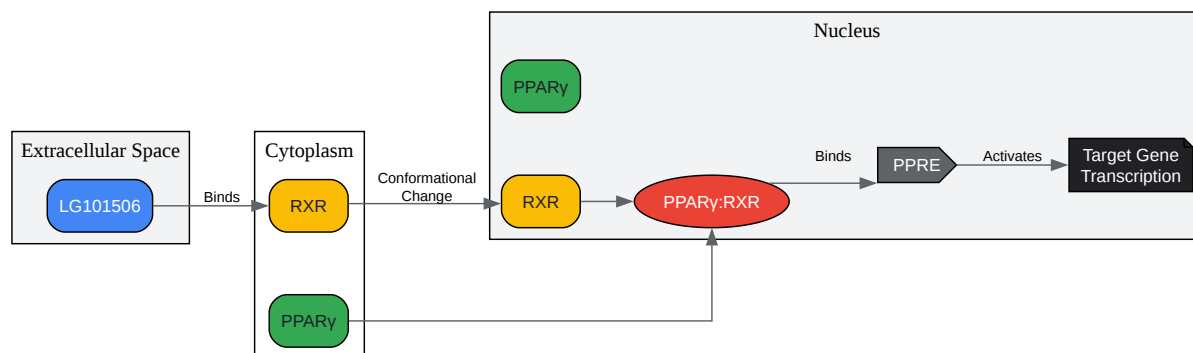 Nucleus
PPARγ
Extracellular Space
LG101506
Binds
Cytoplasm
RXR
PPARγ
Conformational
Change
RXR
PPARγ:RXR
Binds
PPRE
Activates
Target Gene
Transcription